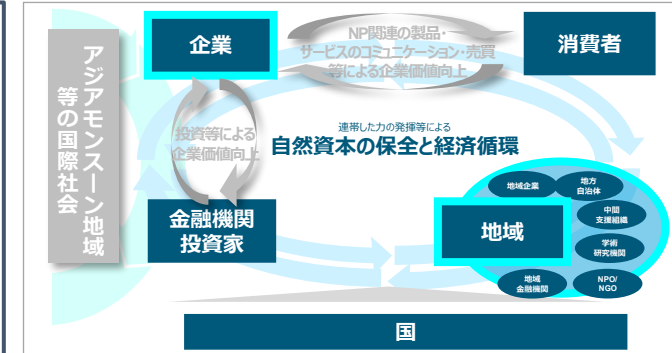 アジアモンスーン地域
等の国際社会
企業
NP関連の製品・
サービスのコミュニケーション・売買
等による企業価値向上
消費者
投資等による
企業価値向上
連帯した力の発揮等による
自然資本の保全と経済循環
金融機関
投資家
地域
地域企業
地方
自治体
中間
支援組織
学術
研究機関
地域
金融機関
NPO/
NGO
国